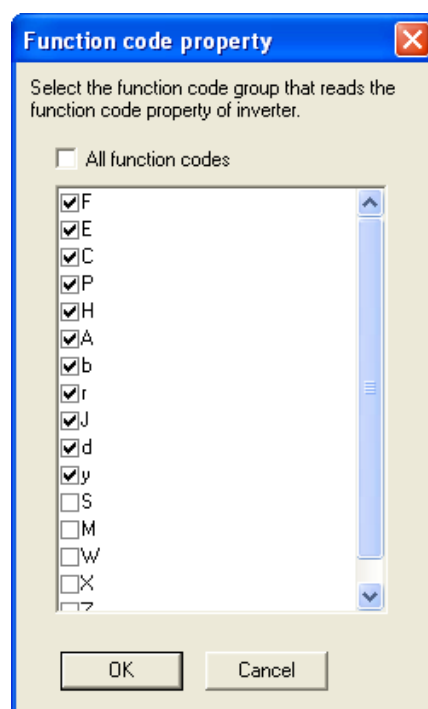 Function code property
Select the function code group that reads the
function code property of inverter.
All function codes
F
E
C
P
H
A
b
r
J
d
y
S
M
W
X
Z
OK
Cancel